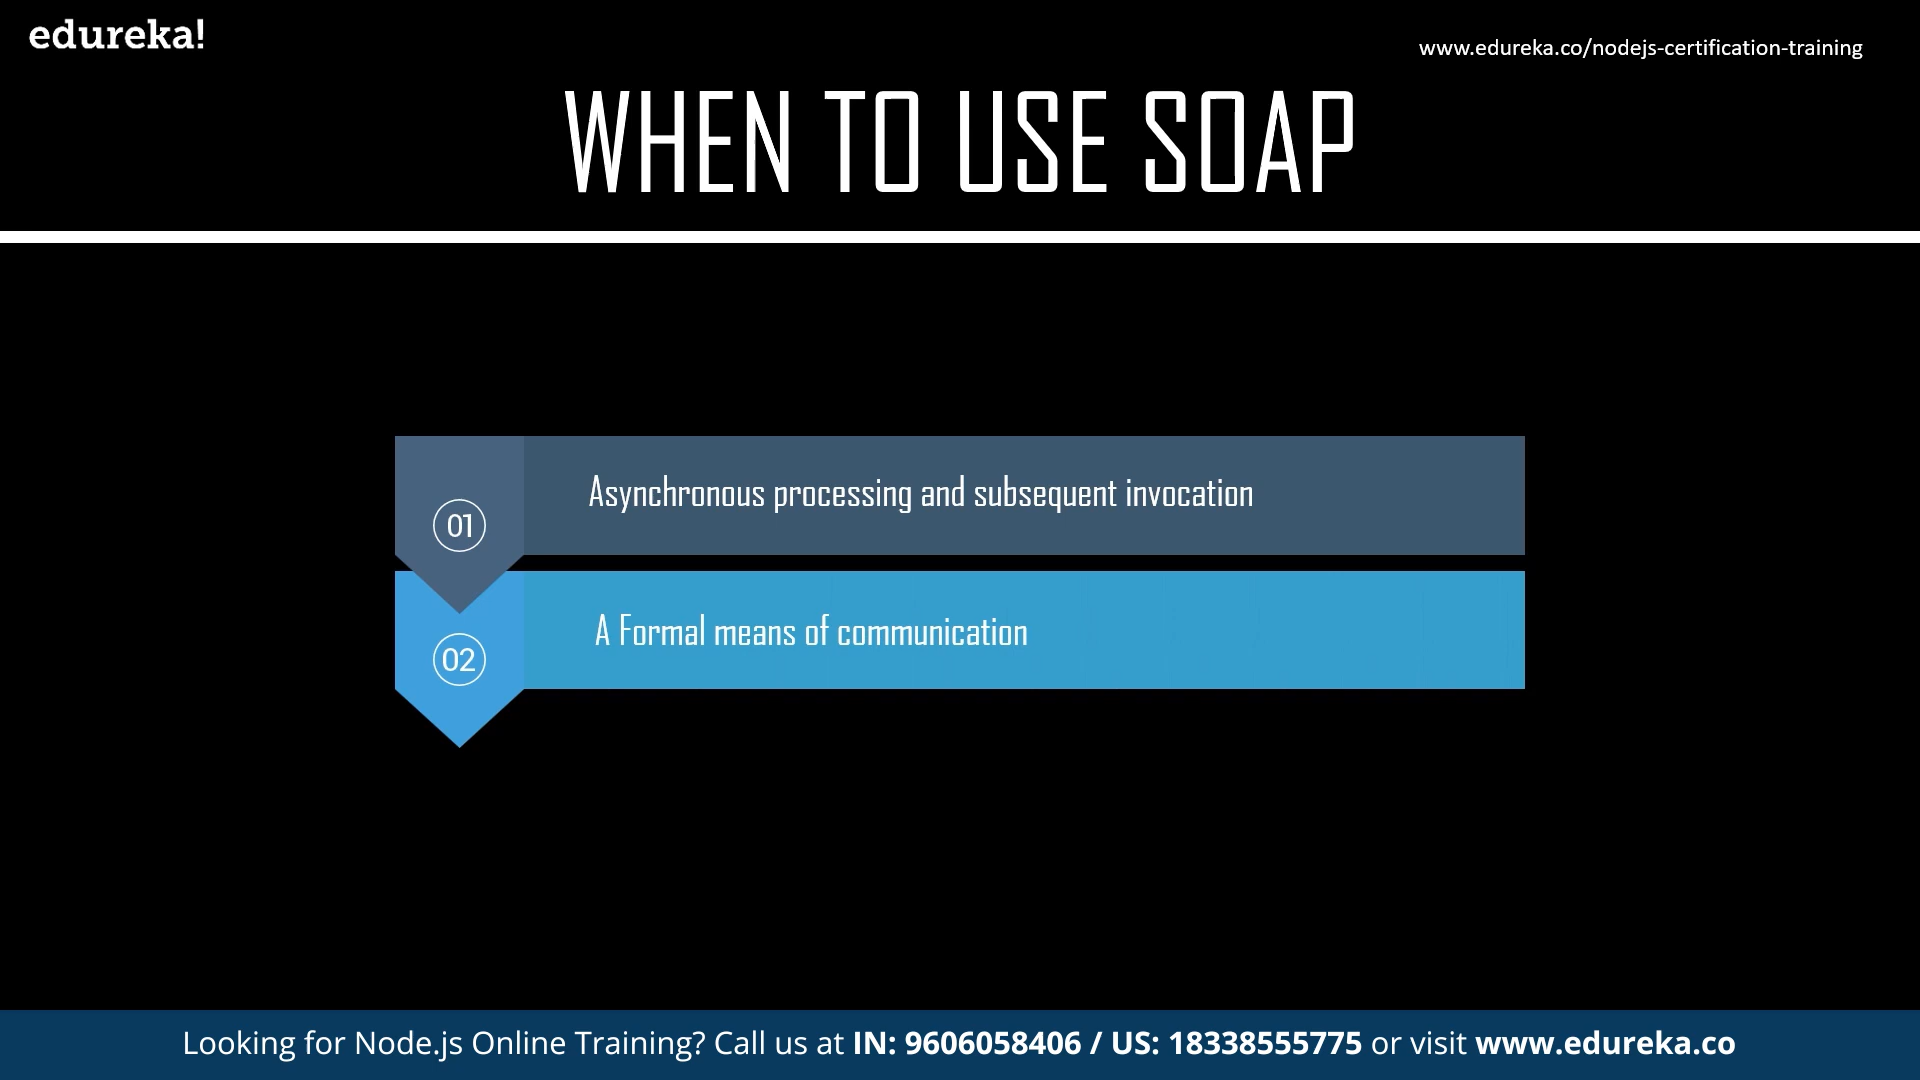 edureka!
www.edureka.co/nodejs-certification-training
WHEN TO USE SOAP
01
Asynchronous processing and subsequent invocation
02
A Formal means of communication
Looking for Node.js Online Training? Call us at IN: 9606058406 / US: 18338555775 or visit www.edureka.co